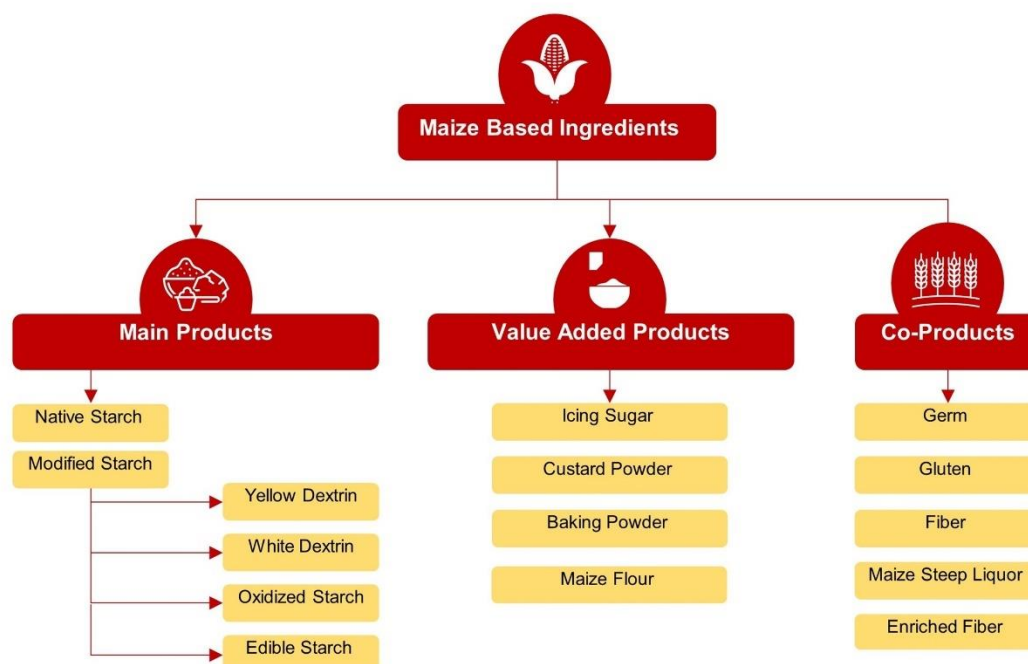 Maize Based Ingredients
Main Products
Native Starch
Modified Starch
Yellow Dextrin
White Dextrin
Oxidized Starch
Edible Starch
Value Added Products
Icing Sugar
Custard Powder
Baking Powder
Maize Flour
Co-Products
Germ
Gluten
Fiber
Maize Steep Liquor
Enriched Fiber